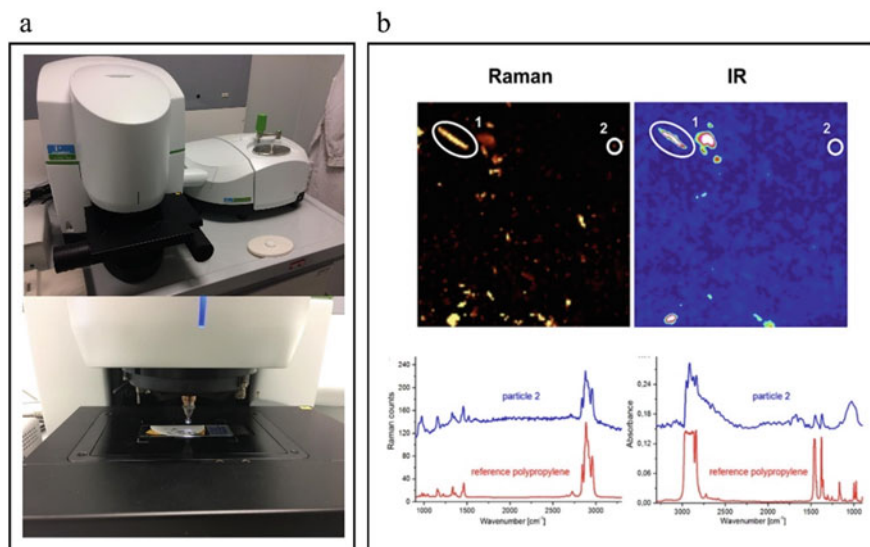 a
b
Raman
IR
1
2
1
2
Raman counts
240
200
160
120
80
40
0
particle 2
reference polypropylene
1000
1500
2000
2500
3000
Wavenumber [cm⁻¹]
Absorbance
0,24
0,18
0,12
0,06
0,00
particle 2
reference polypropylene
3000
2500
2000
1500
1000
Wavenumber [cm⁻¹]